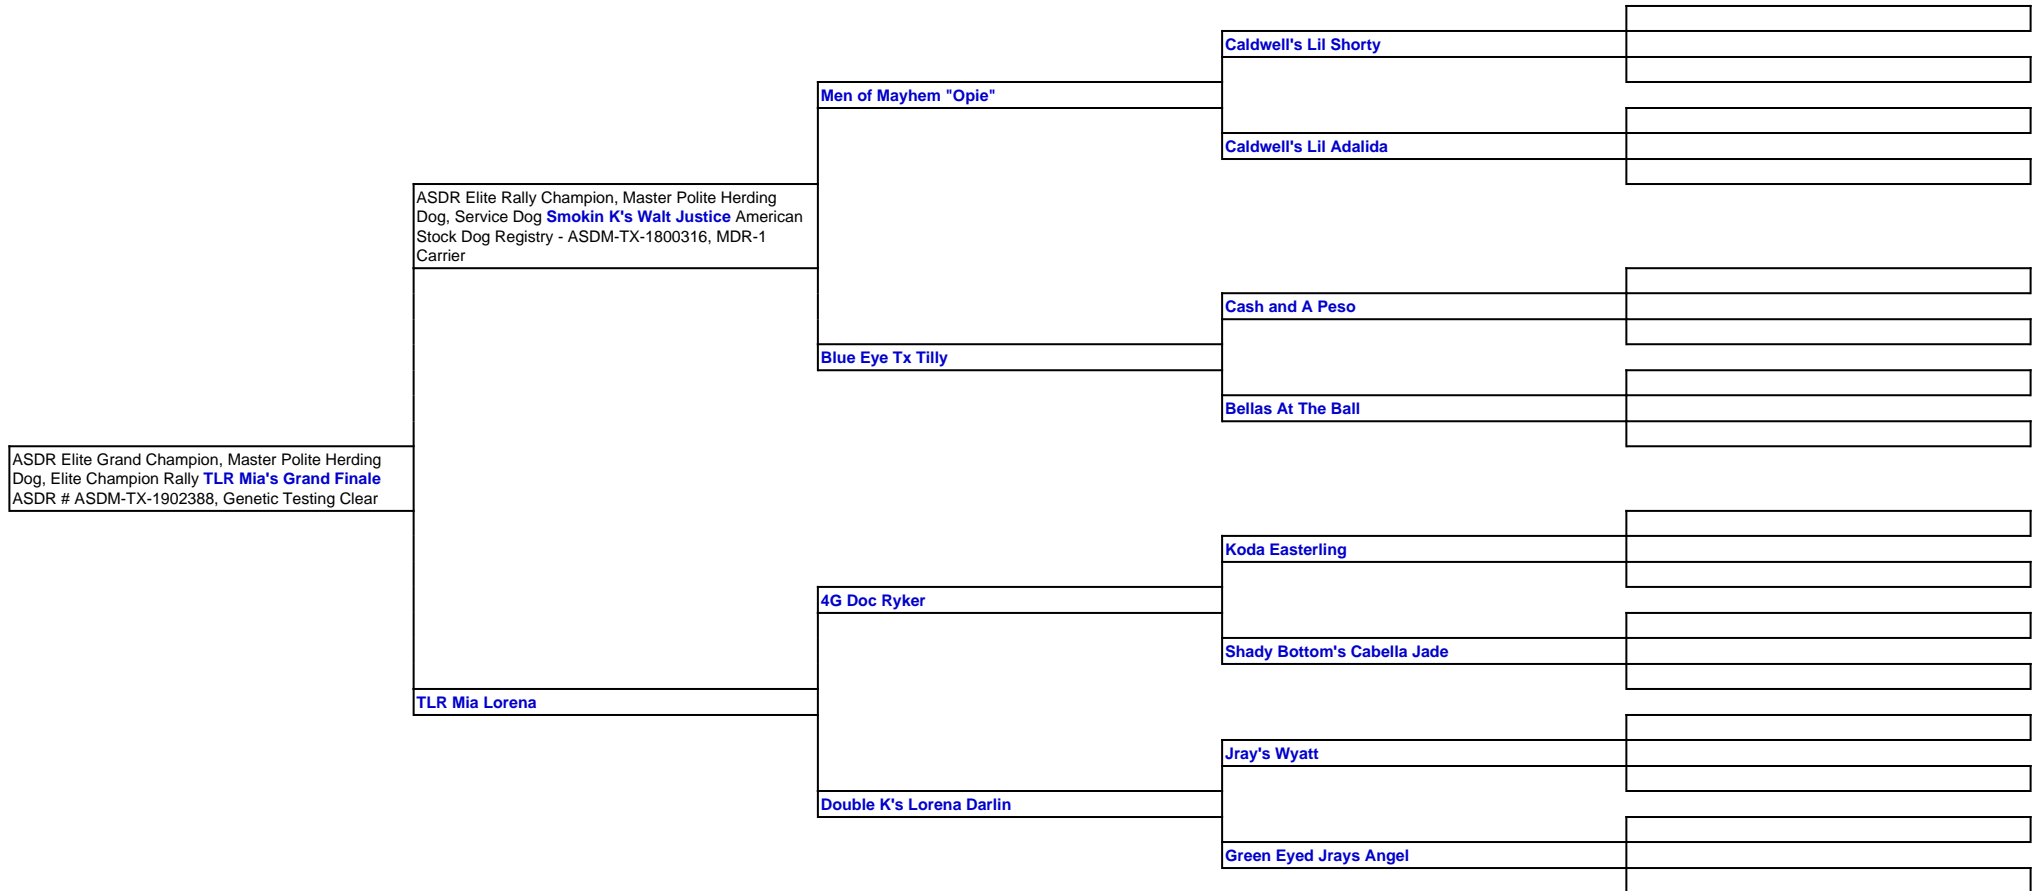 Caldwell's Lil Shorty
Men of Mayhem "Opie"
Caldwell's Lil Adalida
ASDR Elite Rally Champion, Master Polite Herding
Dog, Service Dog Smokin K's Walt Justice American
Stock Dog Registry - ASDM-TX-1800316, MDR-1
Carrier
Cash and A Peso
Blue Eye Tx Tilly
Bellas At The Ball
ASDR Elite Grand Champion, Master Polite Herding
Dog, Elite Champion Rally TLR Mia's Grand Finale
ASDR # ASDM-TX-1902388, Genetic Testing Clear
Koda Easterling
4G Doc Ryker
Shady Bottom's Cabella Jade
TLR Mia Lorena
Jray's Wyatt
Double K's Lorena Darlin
Green Eyed Jrays Angel